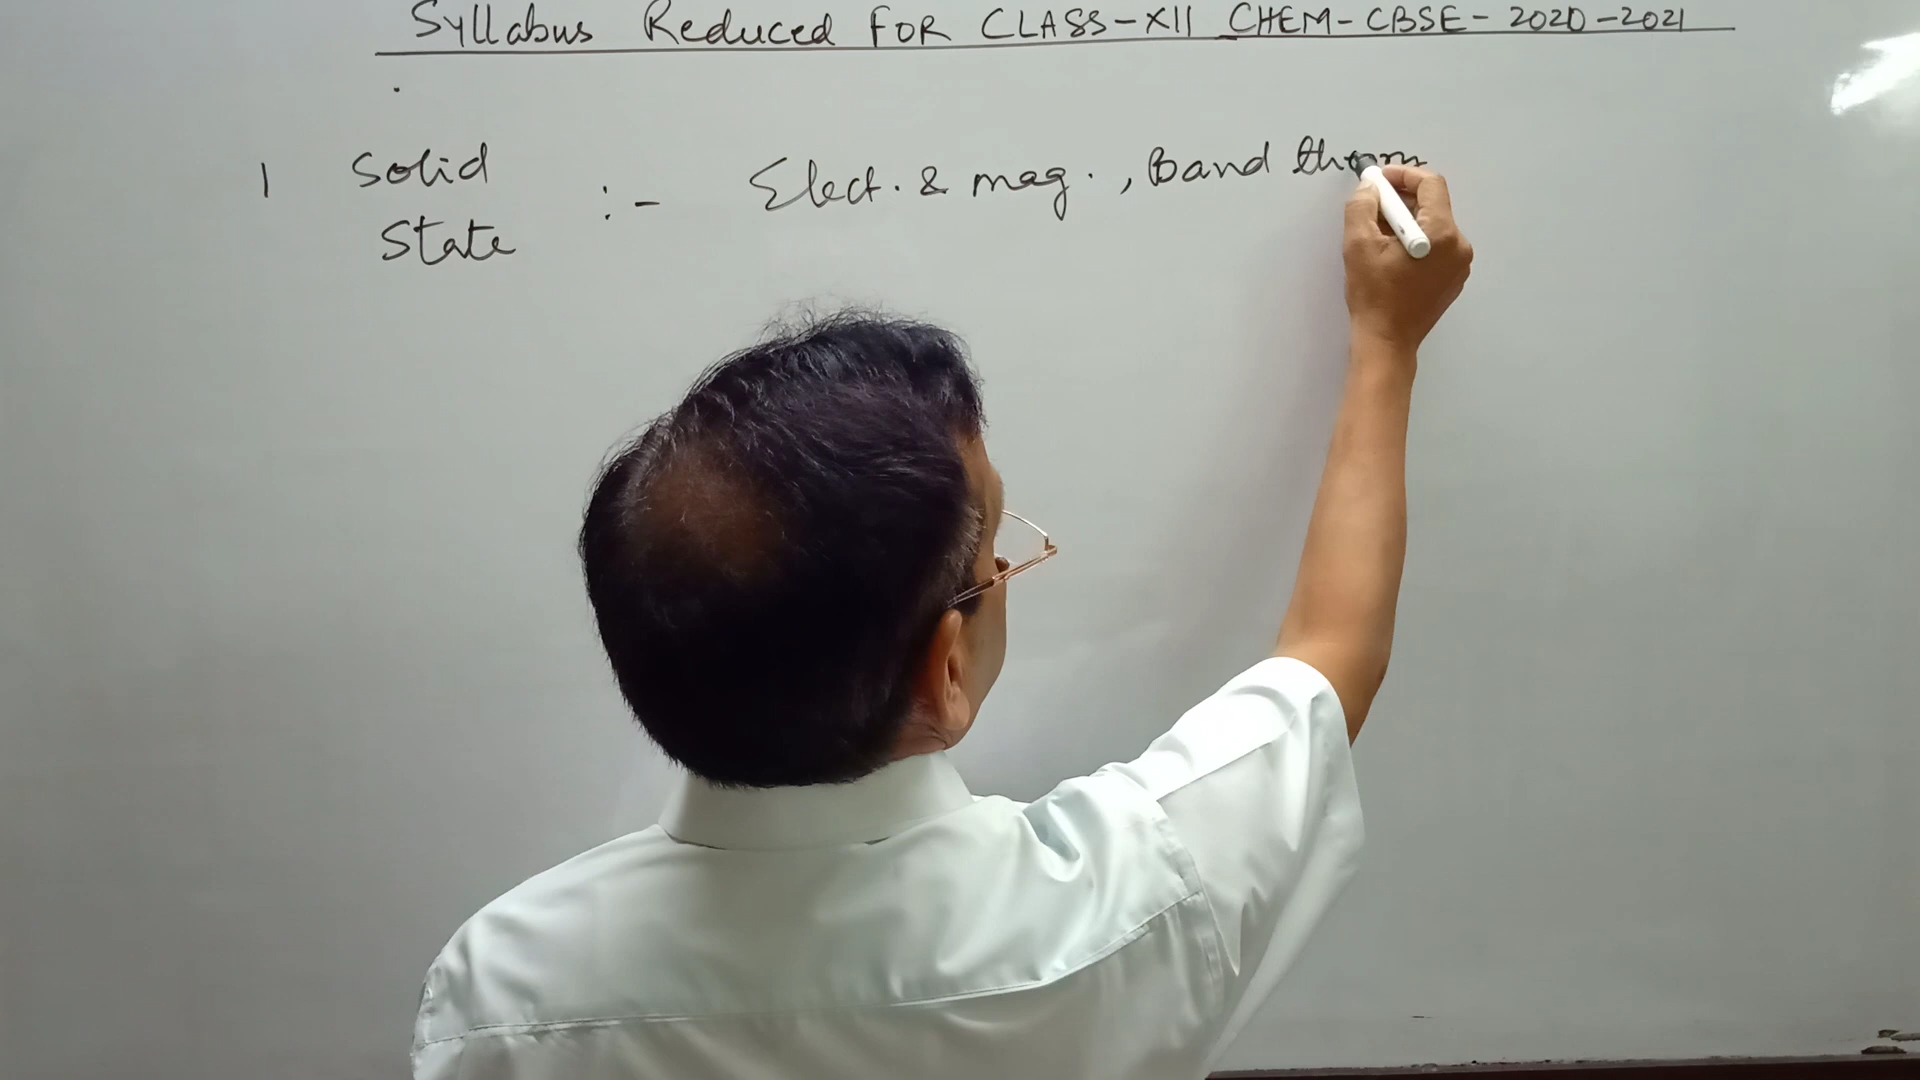 Syllabus Reduced FOR CLASS-XII CHEM-CBSE-2020-2021
1 Solid State :- Elect. & mag. , Band theory